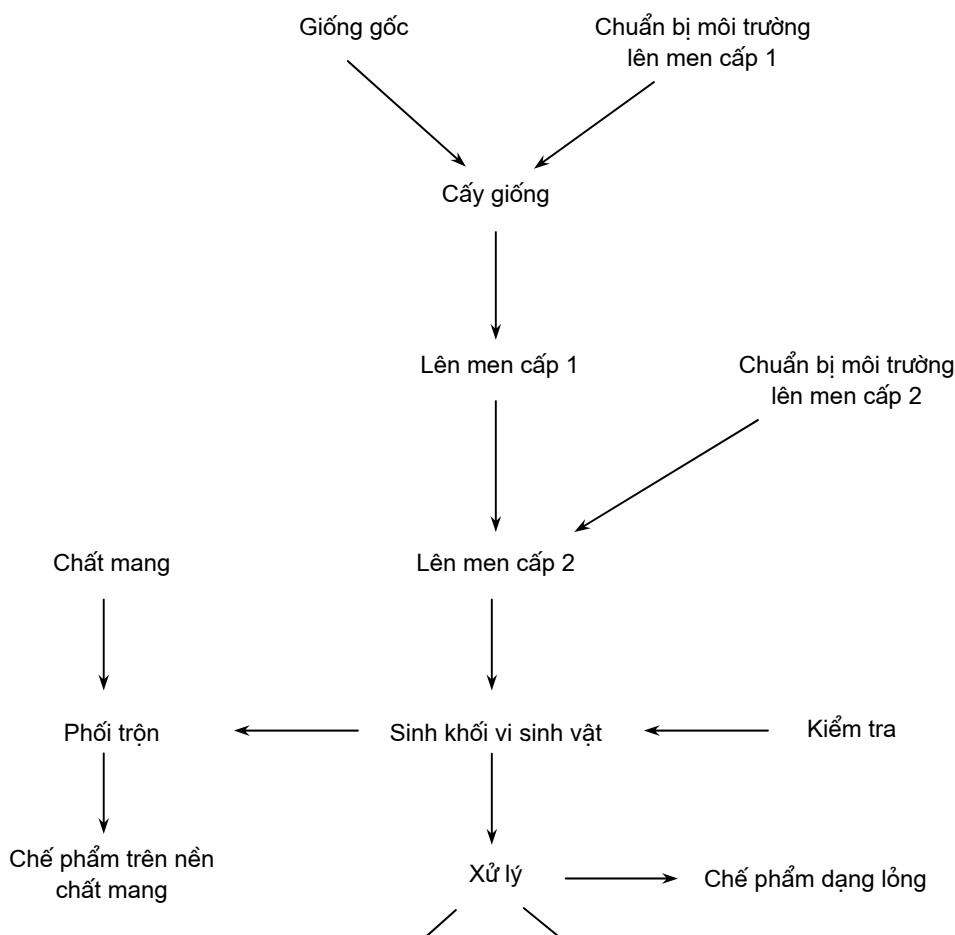 Giống gốc
Chuẩn bị môi trường
lên men cấp 1
Cấy giống
Lên men cấp 1
Chuẩn bị môi trường
lên men cấp 2
Chất mang
Lên men cấp 2
Phối trộn
Sinh khối vi sinh vật
Kiểm tra
Chế phẩm trên nền
chất mang
Xử lý
Chế phẩm dạng lỏng